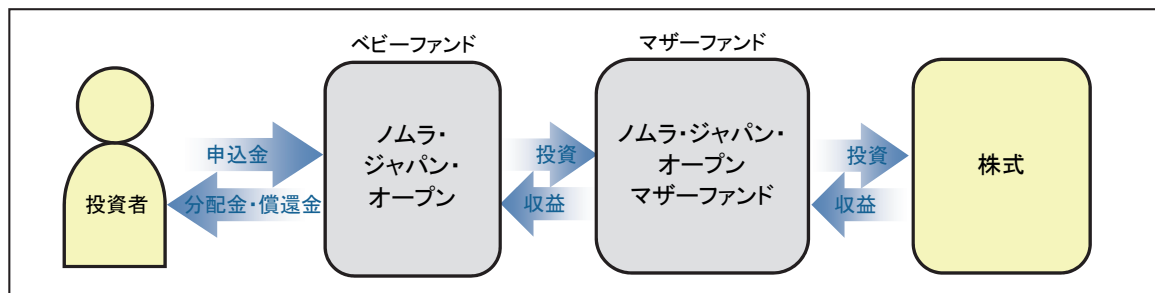 ベビーファンド
マザーファンド
投資者
申込金
分配金・償還金
ノムラ・
ジャパン・
オープン
投資
収益
ノムラ・ジャパン・
オープン
マザーファンド
投資
収益
株式